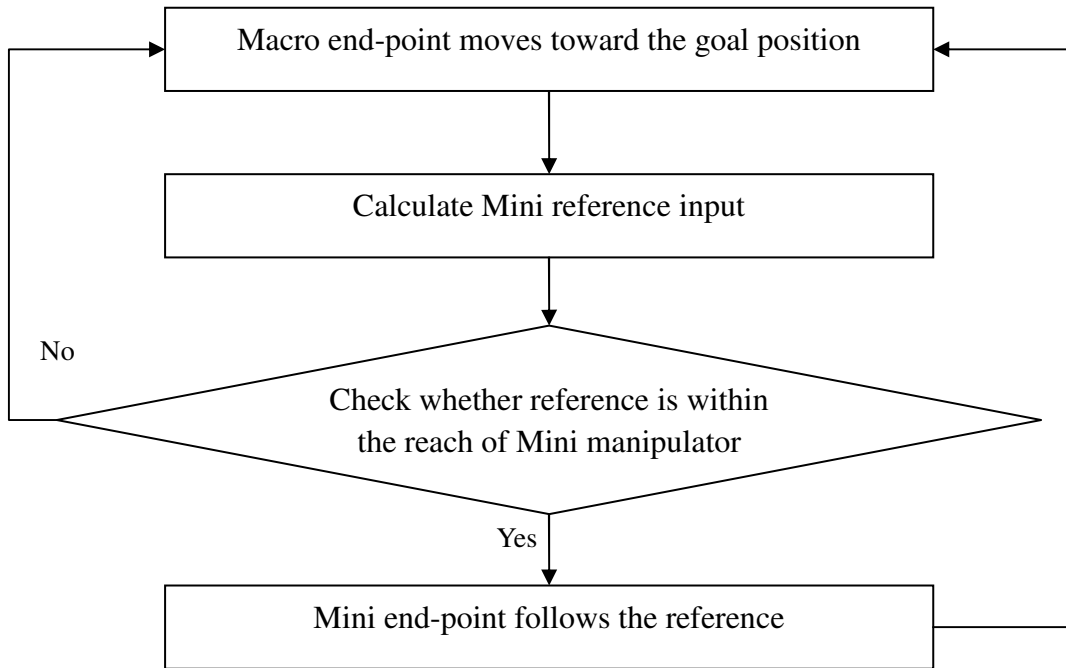 Macro end-point moves toward the goal position
Calculate Mini reference input
No
Check whether reference is within
the reach of Mini manipulator
Yes
Mini end-point follows the reference